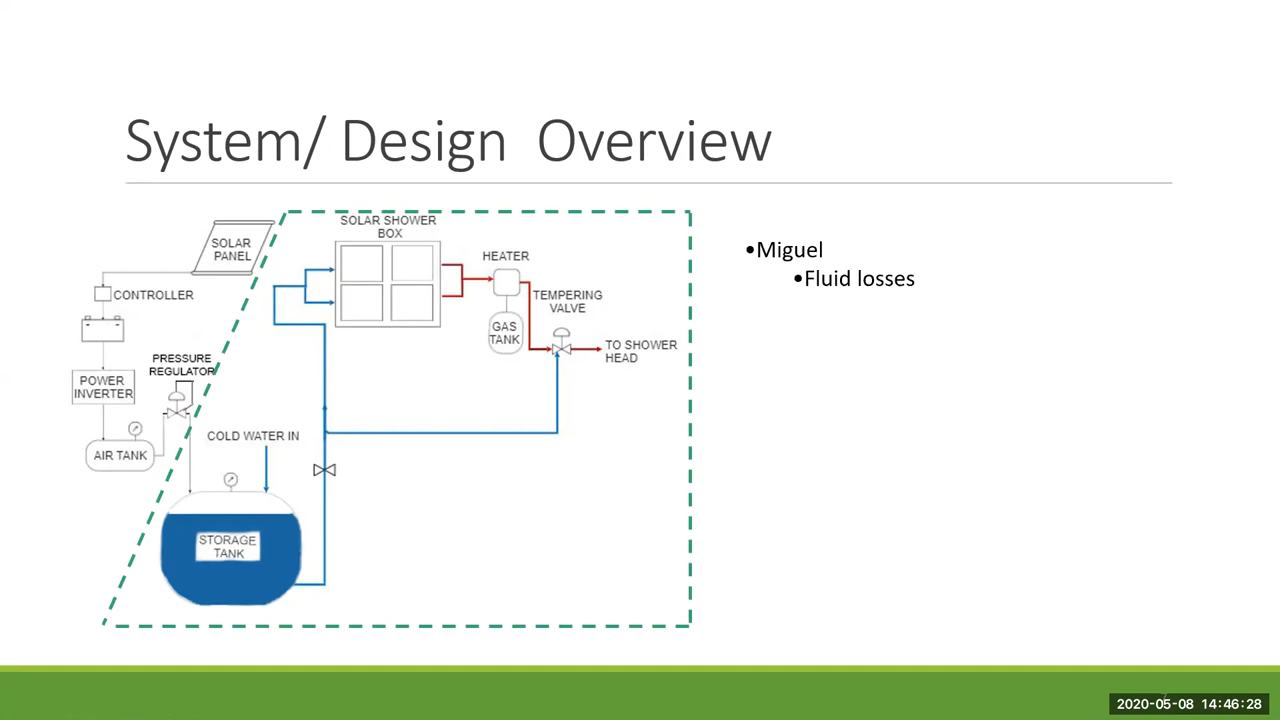 System/ Design Overview
SOLAR SHOWER
BOX
SOLAR
PANEL
HEATER
CONTROLLER
TEMPERING
VALVE
GAS
TANK
TO SHOWER
HEAD
PRESSURE
REGULATOR
POWER
INVERTER
COLD WATER IN
AIR TANK
STORAGE
TANK
•Miguel
•Fluid losses
2020-05-08 14:46:28